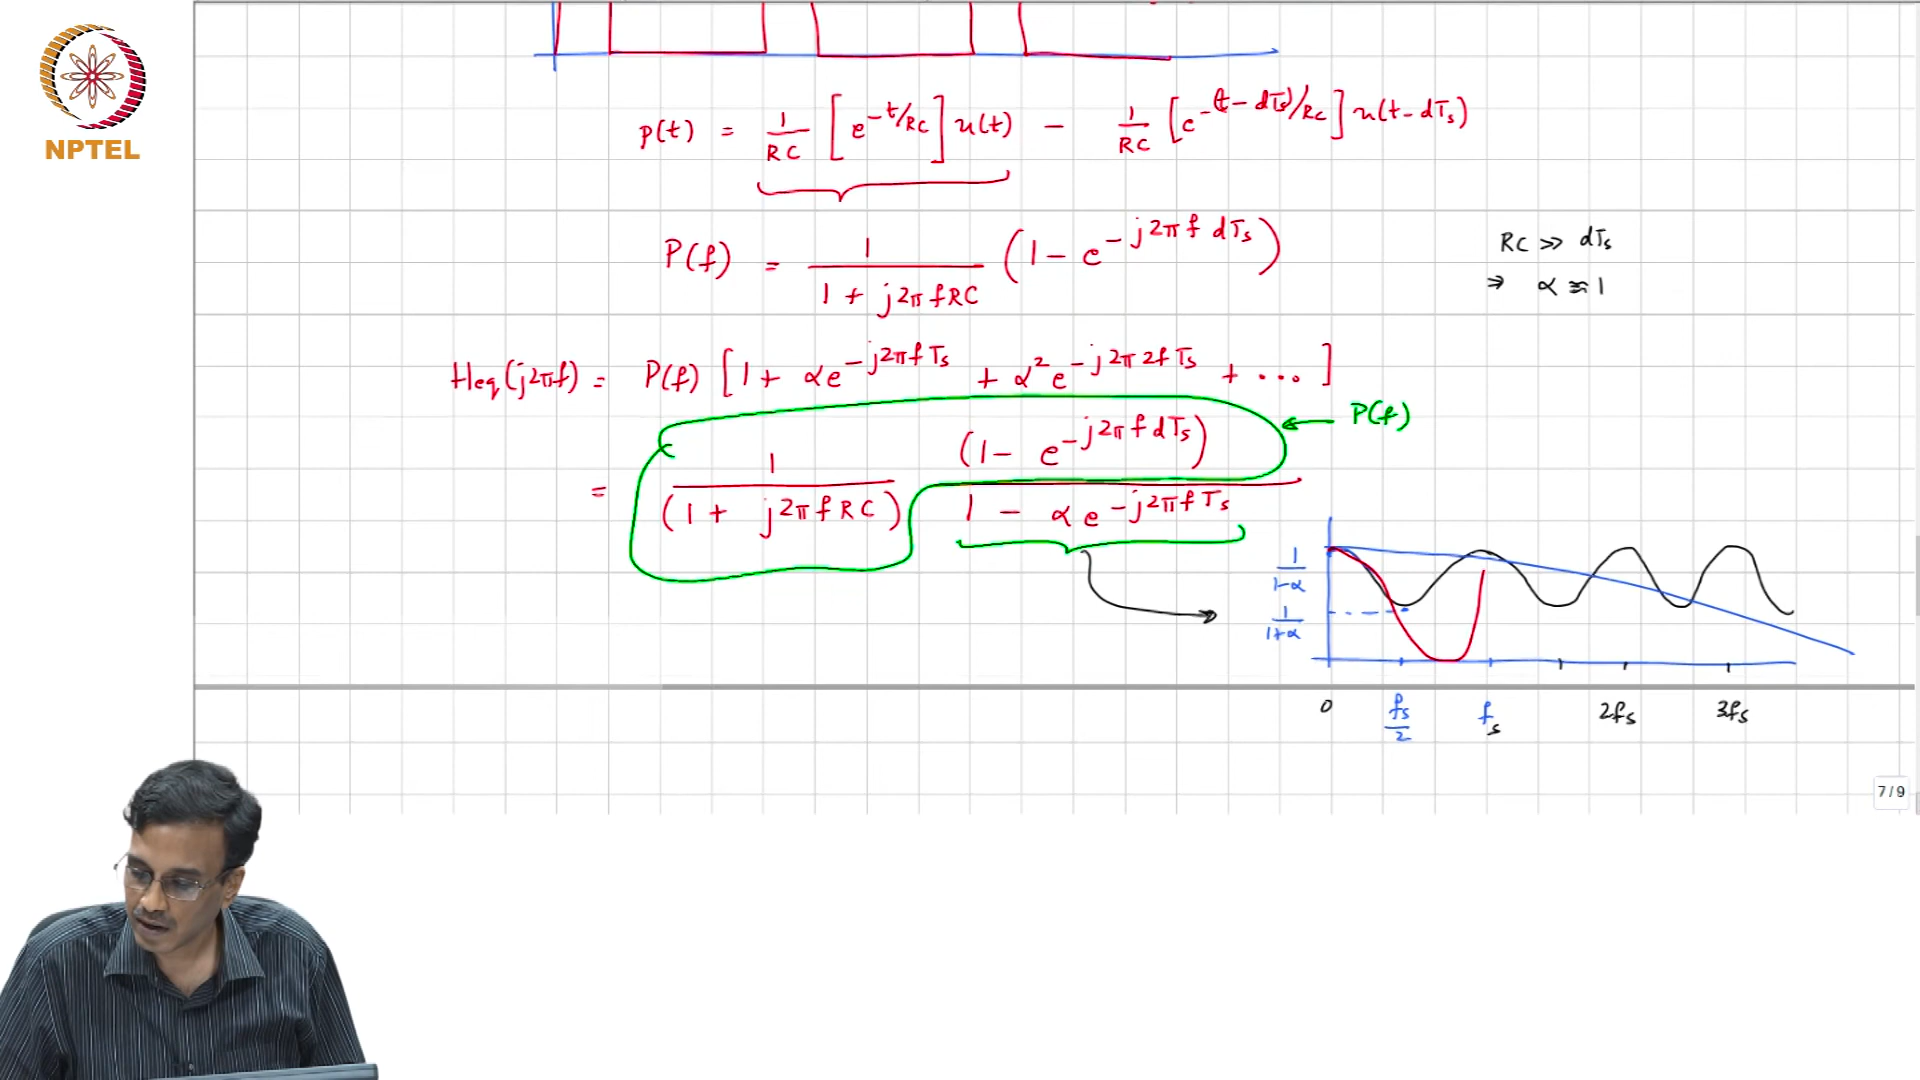 NPTEL
p(t) = 1/RC [e^{-t/RC}] u(t) - 1/RC [e^{-(t-dTs)/RC}] u(t-dTs)
P(f) = 1/(1 + j2πfRC) (1 - e^{-j2πf dTs})
RC >> dTs
⇒ α ≈ 1
Heq(j2πf) = P(f) [1 + αe^{-j2πfTs} + α²e^{-j2π2fTs} + ...]
← P(f)
= 1/(1 + j2πfRC) (1 - e^{-j2πfdTs})/(1 - αe^{-j2πfTs})
1/(1-α)
1/(1+α)
0 fs/2 fs 2fs 3fs
7/9